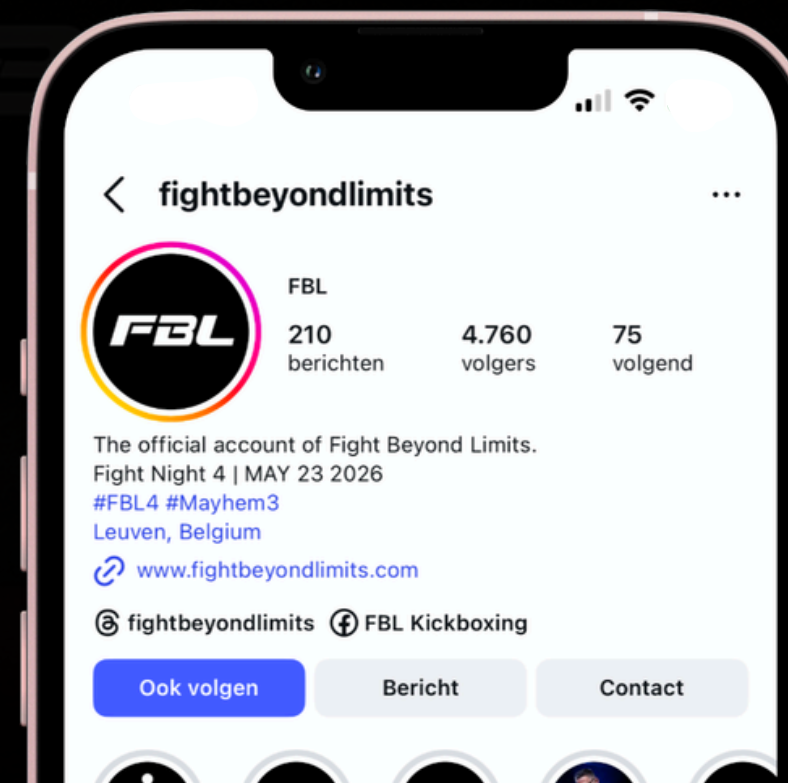 fightbeyondlimits
FBL
FBL
210 4.760 75
berichten volgers volgend
The official account of Fight Beyond Limits.
Fight Night 4 | MAY 23 2026
#FBL4 #Mayhem3
Leuven, Belgium
www.fightbeyondlimits.com
fightbeyondlimits FBL Kickboxing
Ook volgen Bericht Contact